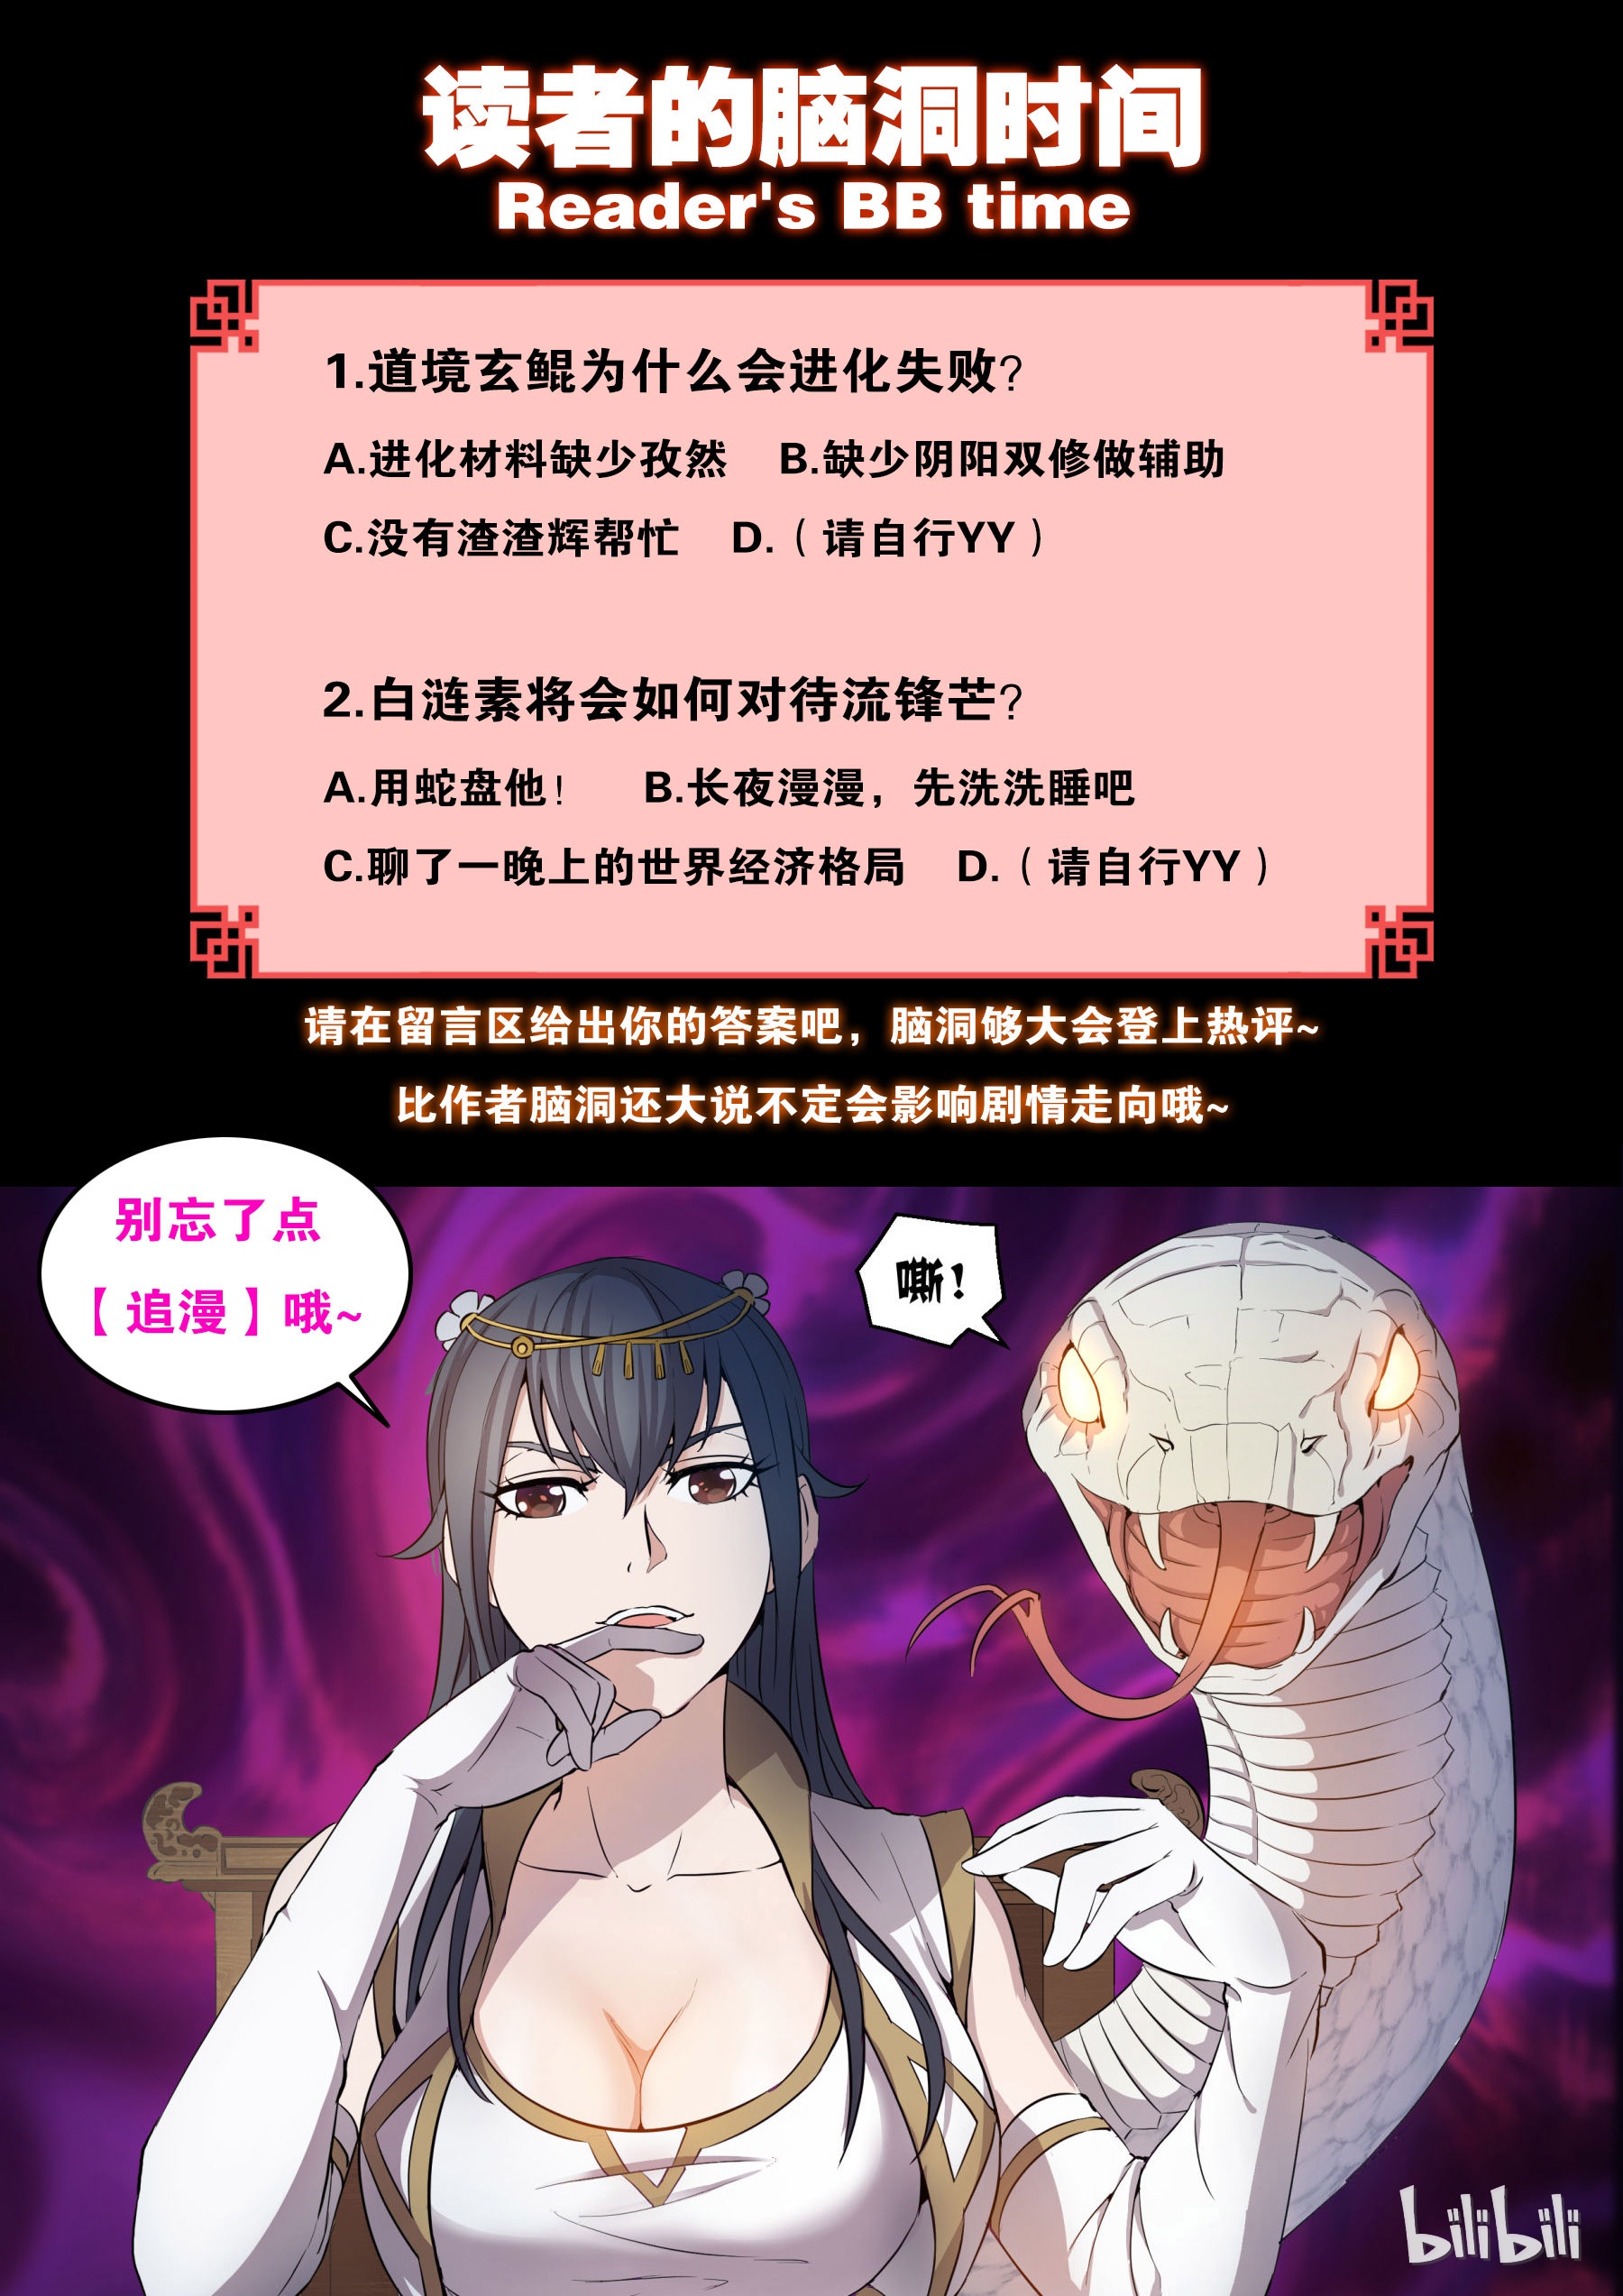 读者的脑洞时间
Reader's BB time
1.道境玄鲲为什么会进化失败?
A.进化材料缺少孜然 B.缺少阴阳双修做辅助
C.没有渣渣辉帮忙 D.（请自行YY）
2.白涟素将会如何对待流锋芒?
A.用蛇盘他! B.长夜漫漫，先洗洗睡吧
C.聊了一晚上的世界经济格局 D.（请自行YY）
请在留言区给出你的答案吧，脑洞够大会登上热评~
比作者脑洞还大说不定会影响剧情走向哦~
别忘了点
【追漫】哦~
嘶!
bilibili